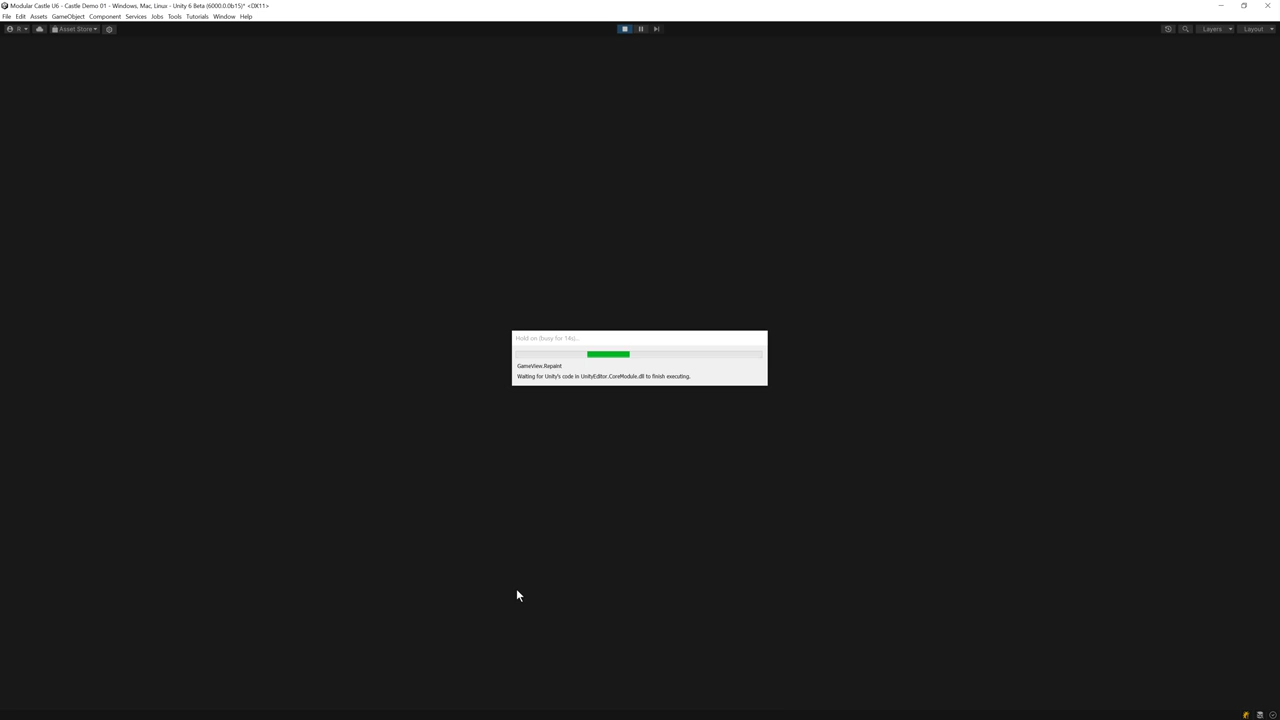 Modular Castle U6 - Castle Demo 01 - Windows, Mac, Linux - Unity 6 Beta (6000.0.0b15)* <DX11>
File Edit Assets GameObject Component Services Jobs Tools Tutorials Window Help
R Asset Store Layers Layout
Hold on (busy for 14s)...
GameView.Repaint
Waiting for Unity's code in UnityEditor.CoreModule.dll to finish executing.